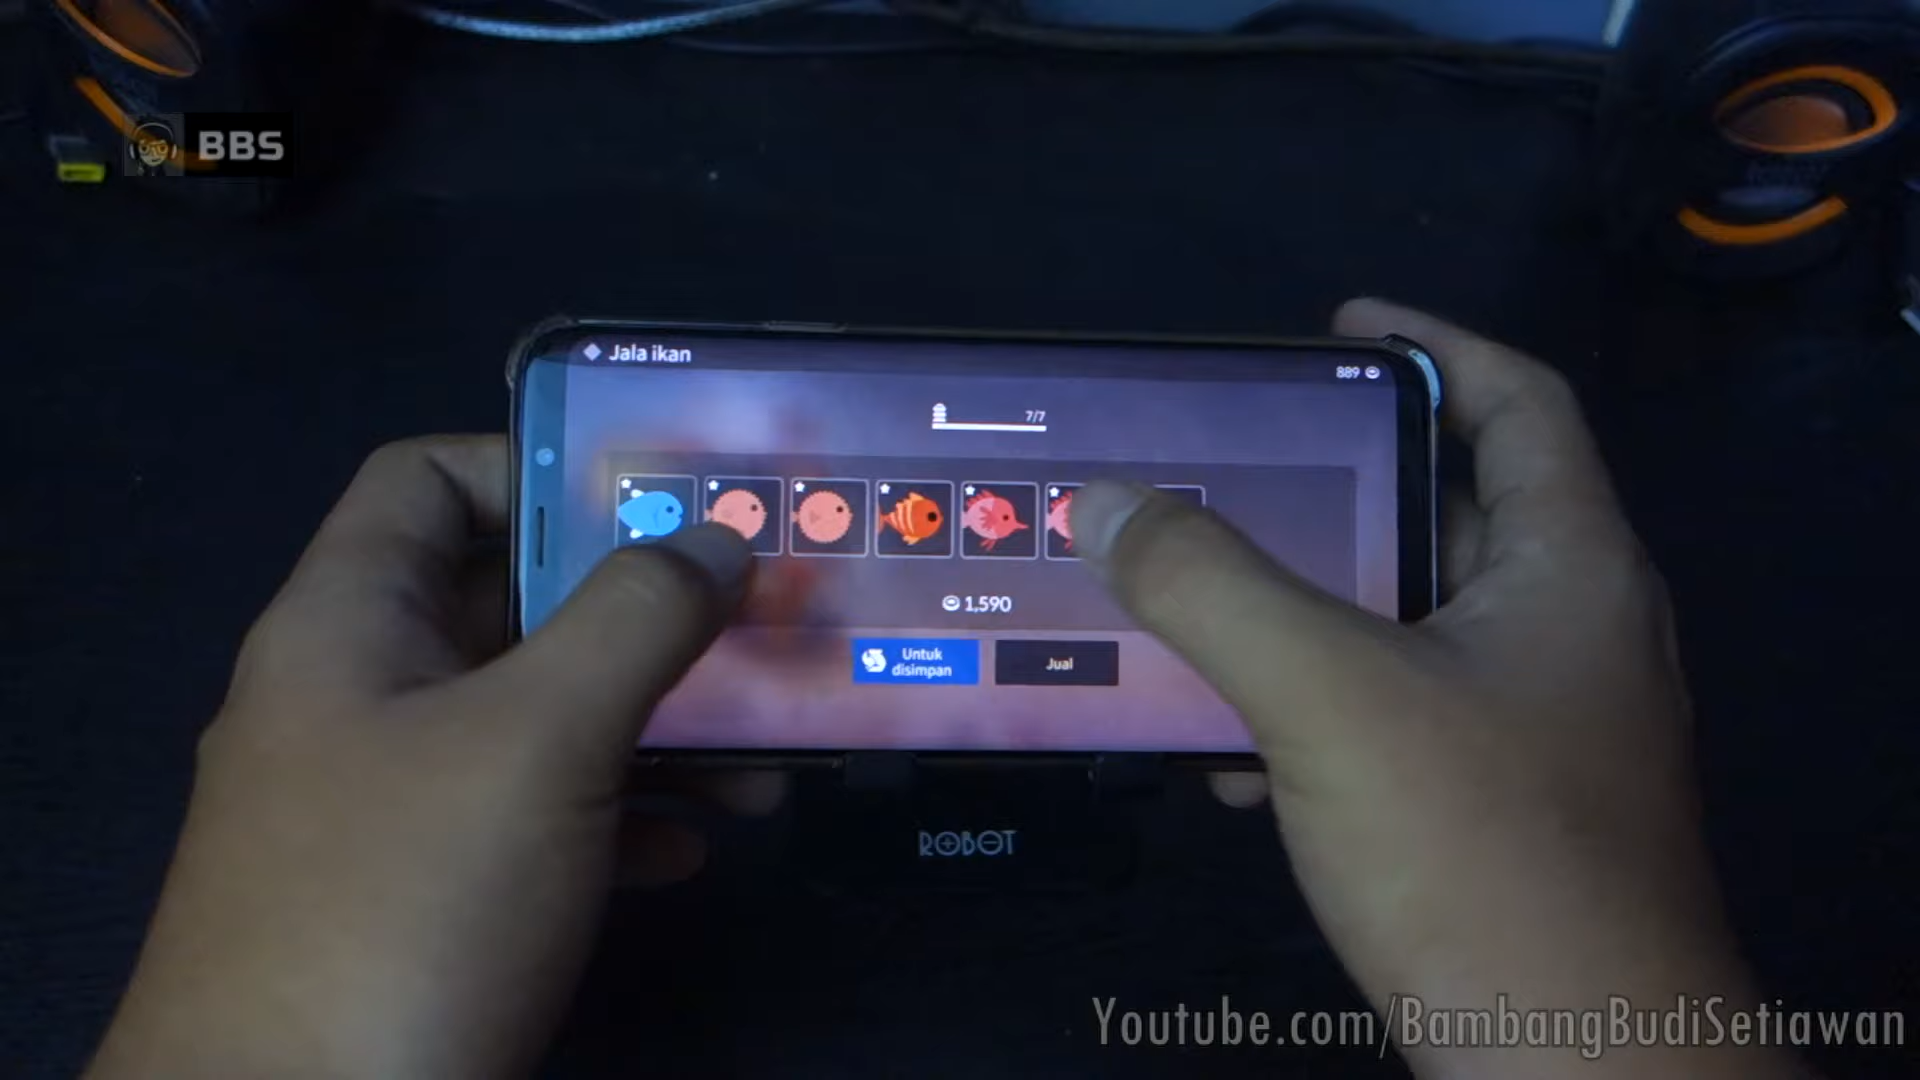 BBS
Jala ikan
889
7/7
1,590
Untuk
disimpan
Jual
ROBOT
Youtube.com/BambangBudiSetiawan